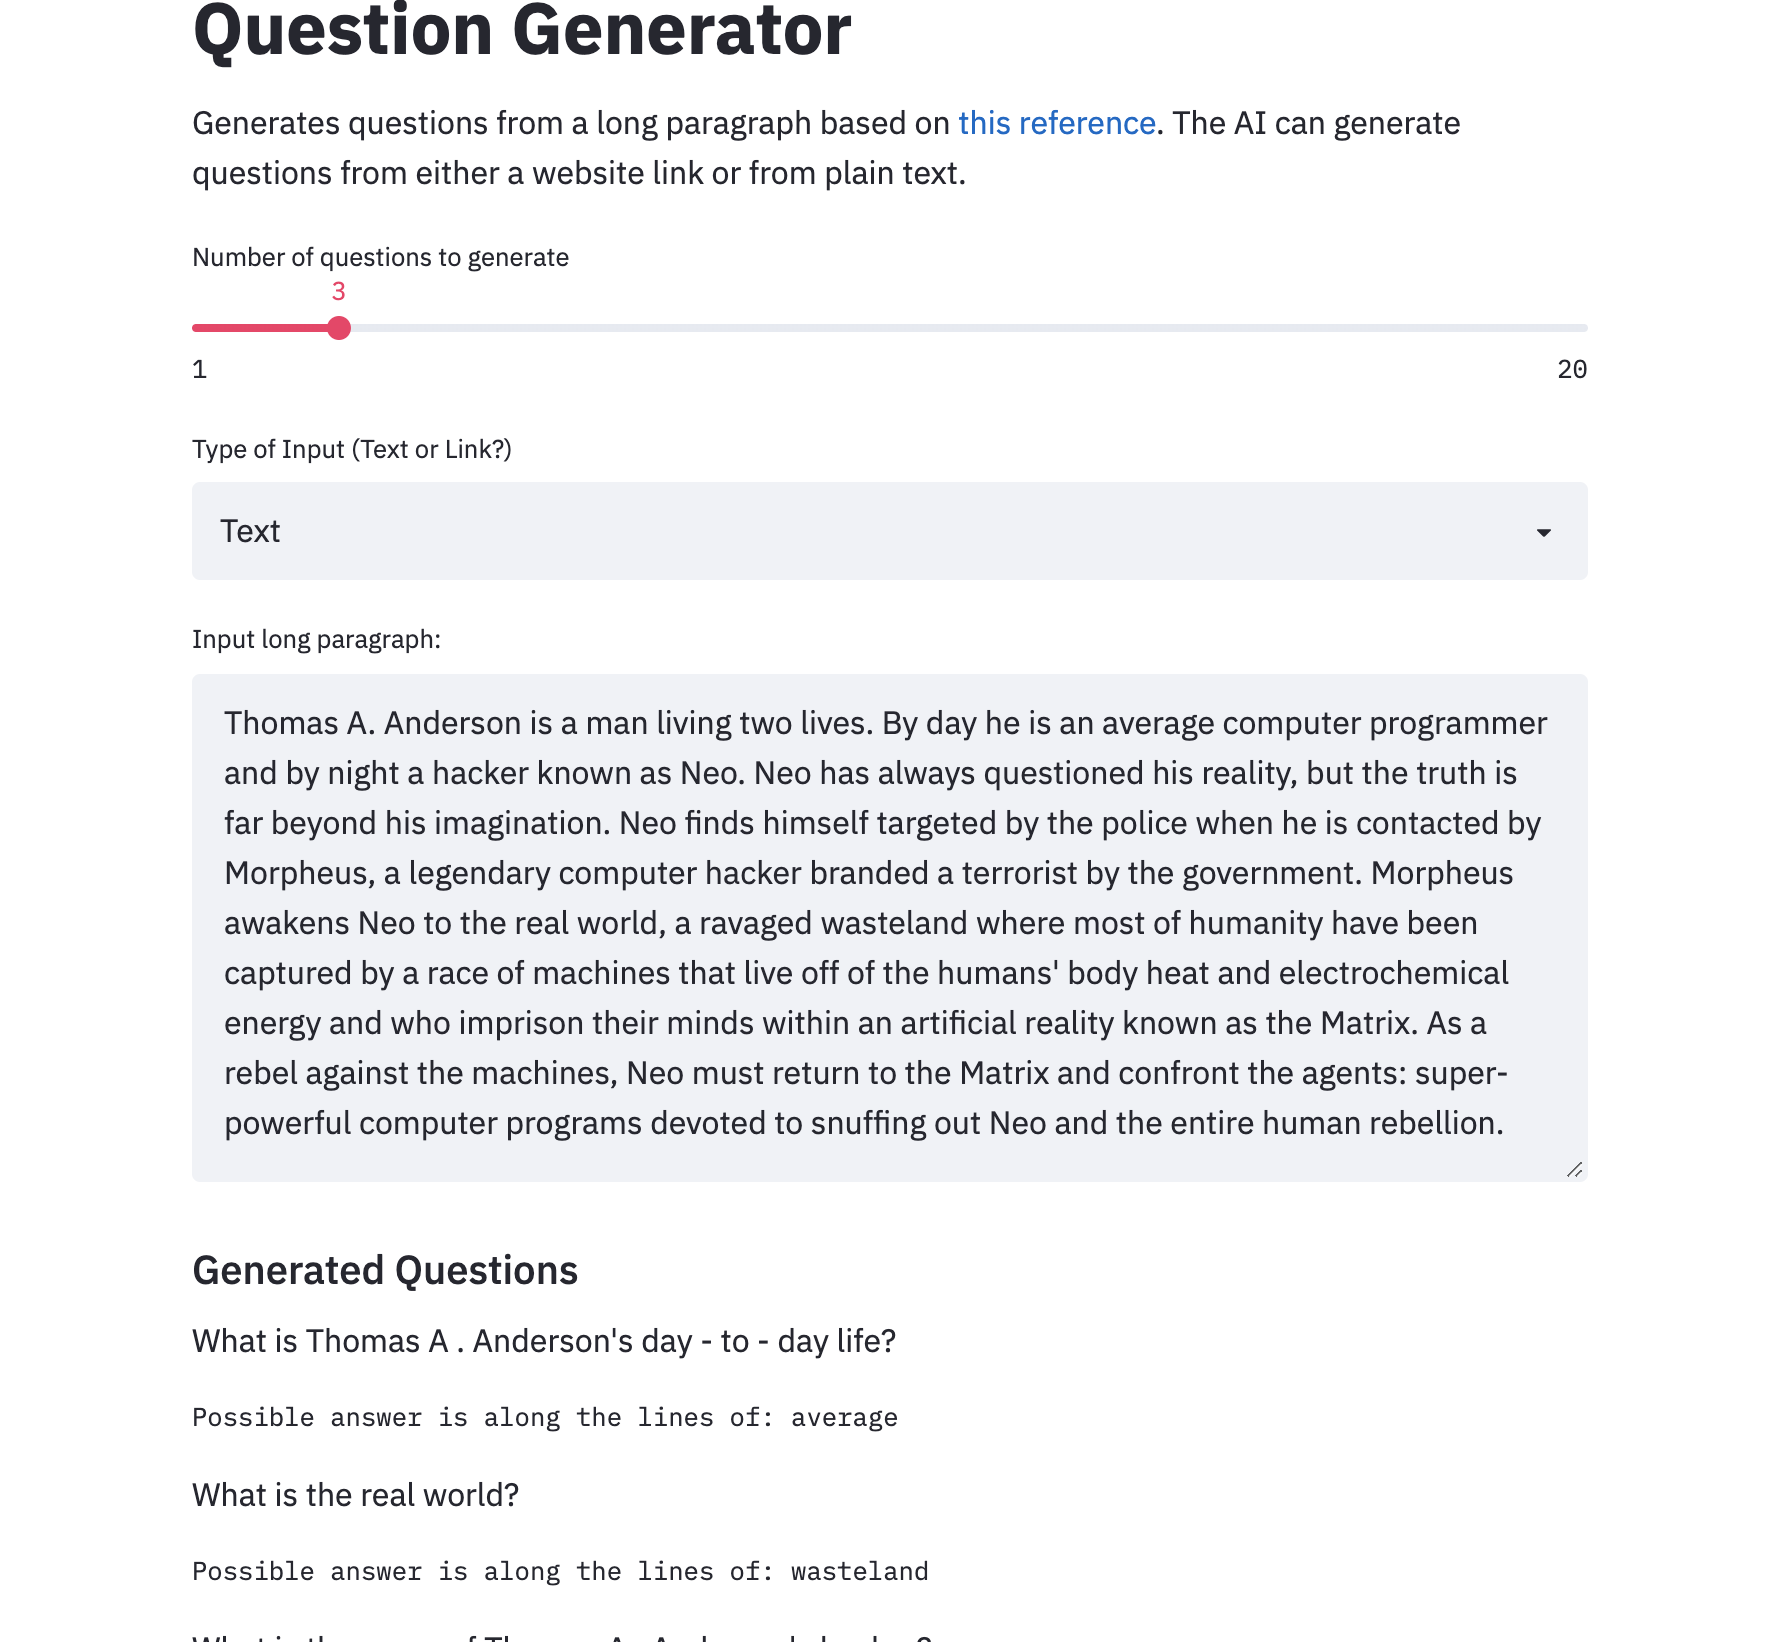 Question Generator
Generates questions from a long paragraph based on this reference. The AI can generate
questions from either a website link or from plain text.
Number of questions to generate
3
1
20
Type of Input (Text or Link?)
Text
Input long paragraph:
Thomas A. Anderson is a man living two lives. By day he is an average computer programmer
and by night a hacker known as Neo. Neo has always questioned his reality, but the truth is
far beyond his imagination. Neo finds himself targeted by the police when he is contacted by
Morpheus, a legendary computer hacker branded a terrorist by the government. Morpheus
awakens Neo to the real world, a ravaged wasteland where most of humanity have been
captured by a race of machines that live off of the humans' body heat and electrochemical
energy and who imprison their minds within an artificial reality known as the Matrix. As a
rebel against the machines, Neo must return to the Matrix and confront the agents: super-
powerful computer programs devoted to snuffing out Neo and the entire human rebellion.
Generated Questions
What is Thomas A . Anderson's day - to - day life?
Possible answer is along the lines of: average
What is the real world?
Possible answer is along the lines of: wasteland